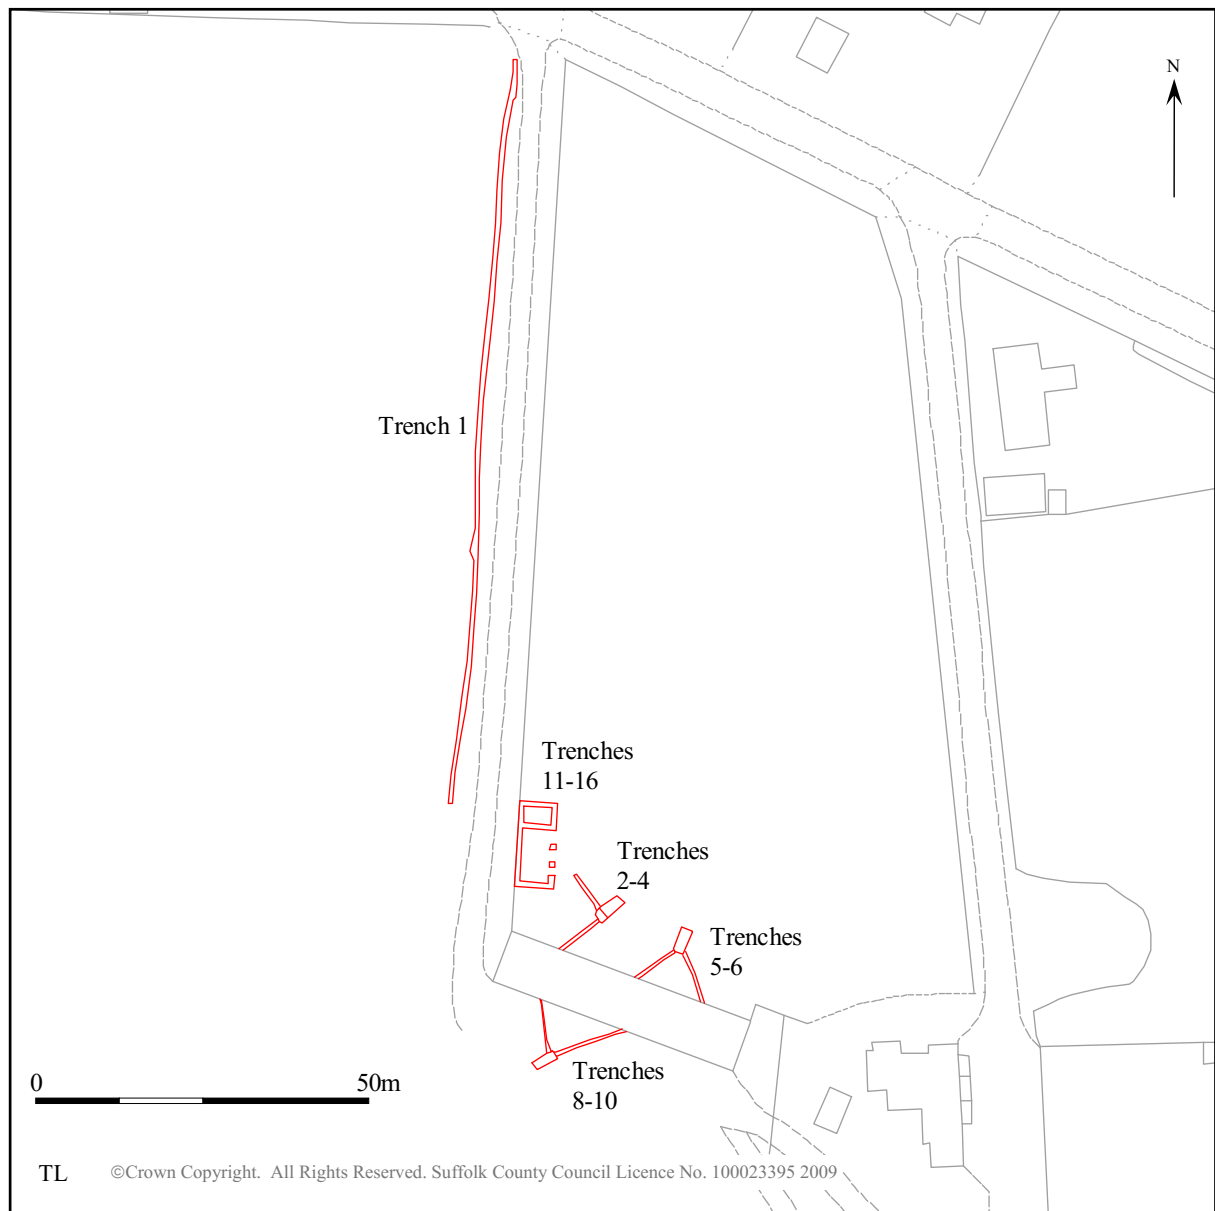 N
Trench 1
Trenches
11-16
Trenches
2-4
Trenches
5-6
Trenches
8-10
0 50m
TL ©Crown Copyright. All Rights Reserved. Suffolk County Council Licence No. 100023395 2009